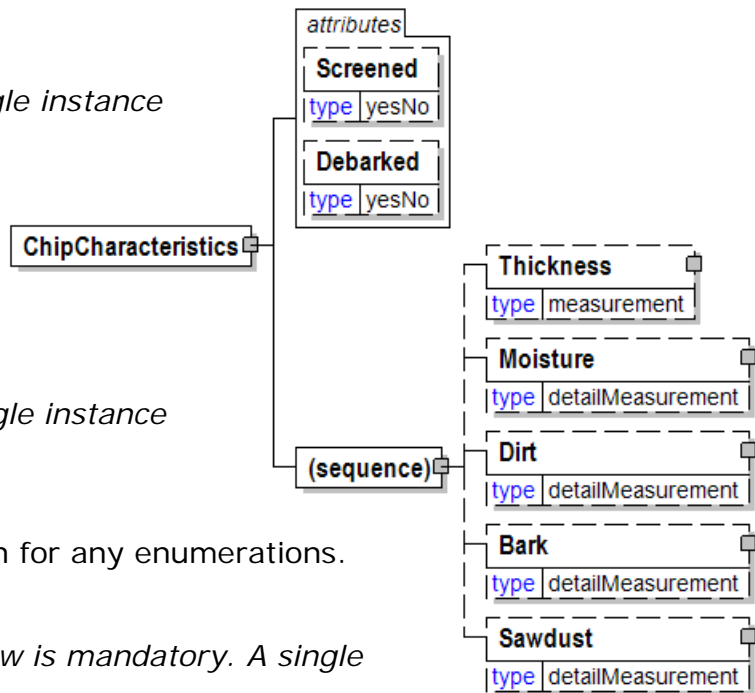 attributes
Screened
type yesNo
Debarked
type yesNo
gle instance
ChipCharacteristics
Thickness
type measurement
Moisture
type detailMeasurement
gle instance
(sequence)
Dirt
type detailMeasurement
Bark
type detailMeasurement
for any enumerations.
Sawdust
type detailMeasurement
w is mandatory. A single